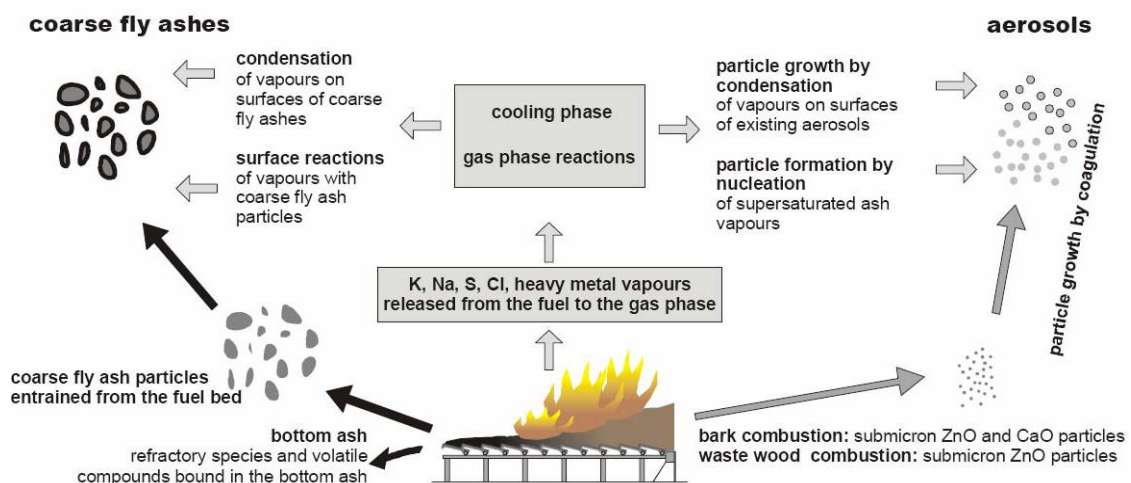 coarse fly ashes
aerosols
condensation
of vapours on
surfaces of coarse
fly ashes
surface reactions
of vapours with
coarse fly ash
particles
cooling phase
gas phase reactions
particle growth by
condensation
of vapours on surfaces
of existing aerosols
particle formation by
nucleation
of supersaturated ash
vapours
particle growth by coagulation
K, Na, S, Cl, heavy metal vapours
released from the fuel to the gas phase
coarse fly ash particles
entrained from the fuel bed
bottom ash
refractory species and volatile
compounds bound in the bottom ash
bark combustion: submicron ZnO and CaO particles
waste wood combustion: submicron ZnO particles